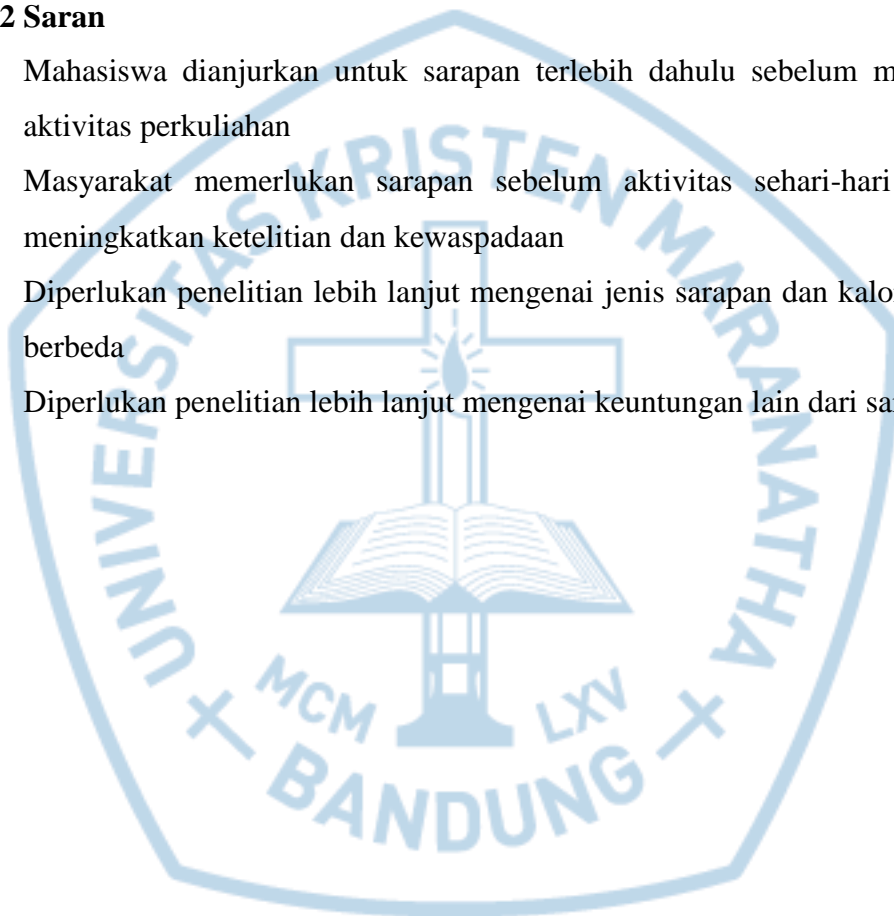 2 Saran
Mahasiswa dianjurkan untuk sarapan terlebih dahulu sebelum
aktivitas perkuliahan
Masyarakat memerlukan sarapan sebelum aktivitas sehari-hari
meningkatkan ketelitian dan kewaspadaan
Diperlukan penelitian lebih lanjut mengenai jenis sarapan dan
berbeda
Diperlukan penelitian lebih lanjut mengenai keuntungan lain dari
UNIVERSITAS KRISTEN MARANATHA
MCM LXV
BANDUNG